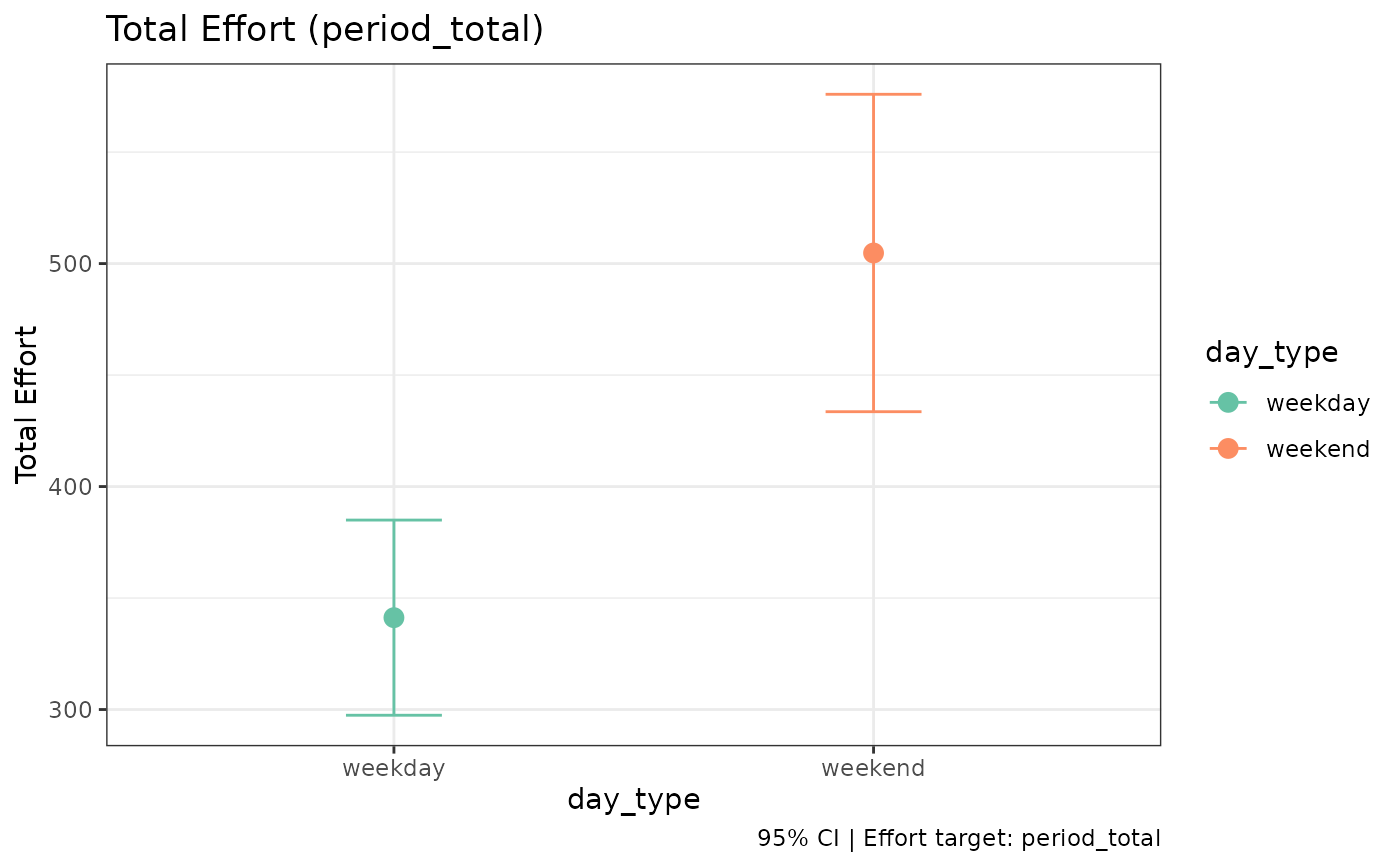 Total Effort (period_total)
Total Effort
500
400
300
weekday
weekend
day_type
day_type
weekday
weekend
95% CI | Effort target: period_total